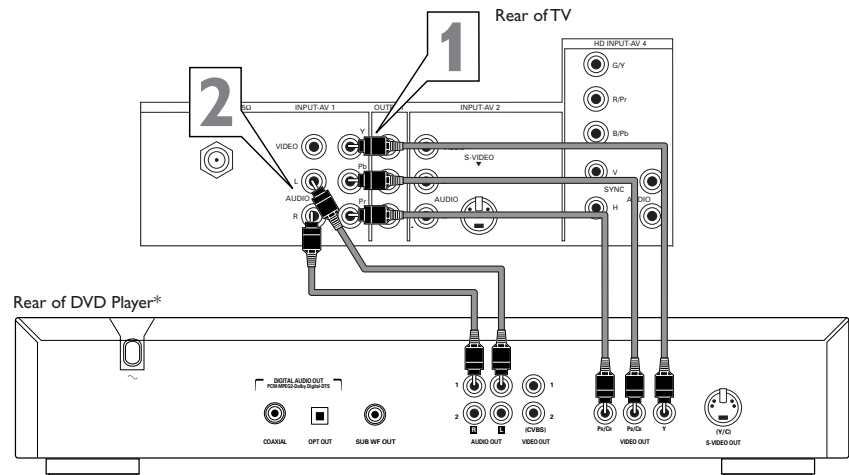 Rear of TV
1
2
HD INPUT-AV 4
G/Y
R/Pr
B/Pb
V
SYNC
H
AUDIO
5Ω
INPUT-AV 1
INPUT-AV 2
VIDEO
L
AUDIO
R
Y
Pb
Pr
S-VIDEO
AUDIO
Rear of DVD Player*
DIGITAL AUDIO OUT
PCM-MPEG2-Dolby Digital-DTS
COAXIAL
OPT OUT
SUB WF OUT
1
2
R
L
AUDIO OUT
1
2
(CVBS)
VIDEO OUT
PR/CR
PB/CB
Y
VIDEO OUT
(Y/C)
S-VIDEO OUT